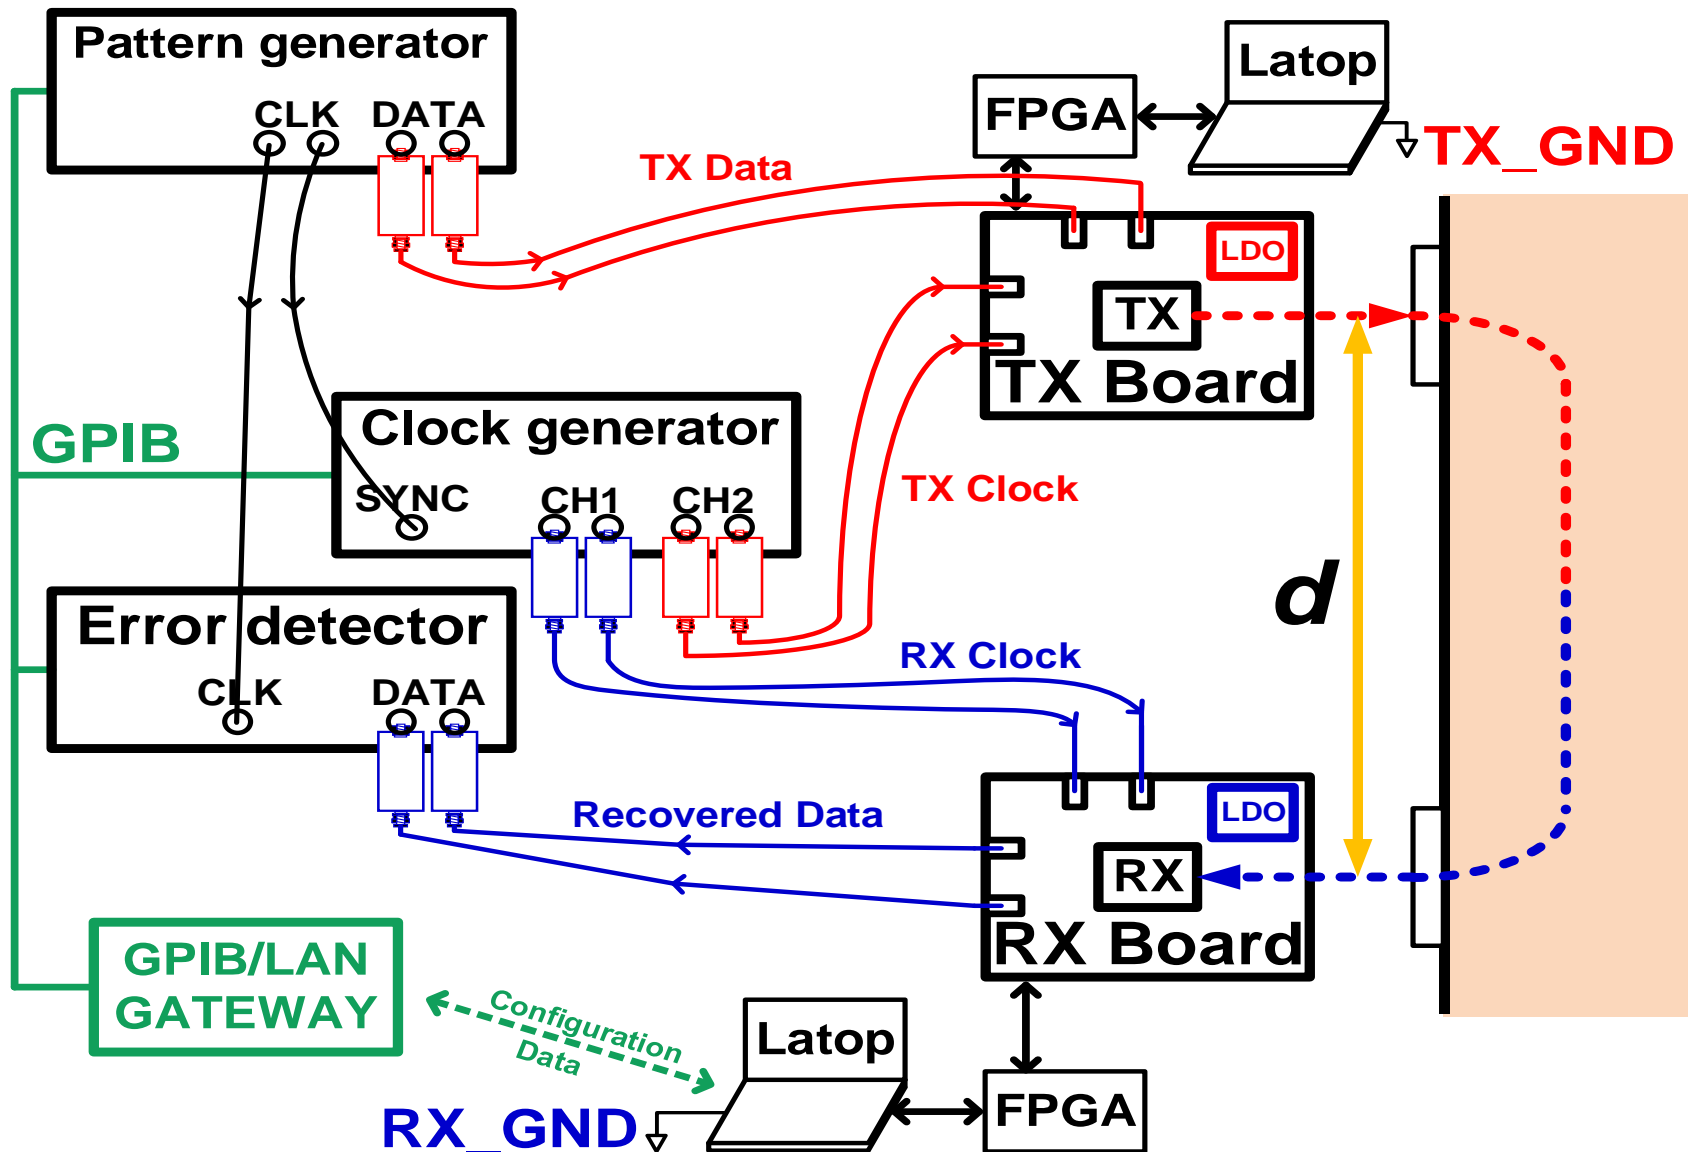 Pattern generator
CLK DATA
TX Data
FPGA
Latop
TX_GND
LDO
TX
TX Board
GPIB
Clock generator
SYNC CH1 CH2
TX Clock
d
Error detector
CLK DATA
RX Clock
Recovered Data
LDO
RX
RX Board
GPIB/LAN
GATEWAY
Configuration
Data
Latop
FPGA
RX_GND